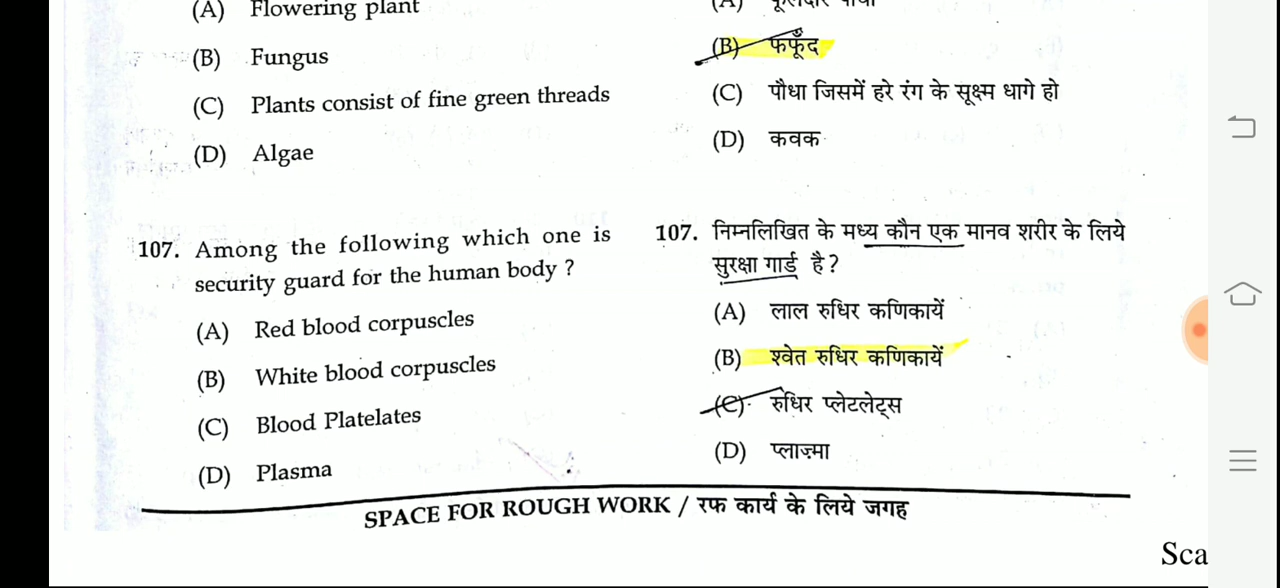 (A) Flowering plant
(B) Fungus
(C) Plants consist of fine green threads
(D) Algae
107. Among the following which one is
security guard for the human body ?
(A) Red blood corpuscles
(B) White blood corpuscles
(C) Blood Platelates
(D) Plasma
(A)
(B) फफूँद
(C) पौधा जिसमें हरे रंग के सूक्ष्म धागे हो
(D) कवक
107. निम्नलिखित के मध्य कौन एक मानव शरीर के लिये
सुरक्षा गार्ड है ?
(A) लाल रुधिर कणिकायें
(B) श्वेत रुधिर कणिकायें
(C) रुधिर प्लेटलेट्स
(D) प्लाज़्मा
SPACE FOR ROUGH WORK / रफ कार्य के लिये जगह
Sca